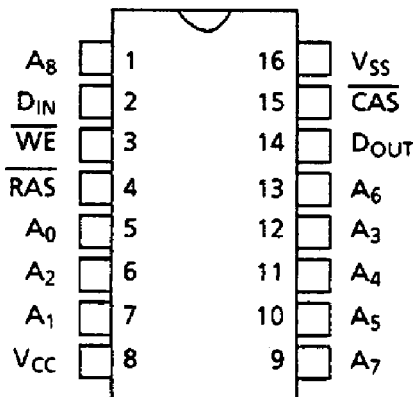 A8 1 16 VSS
DIN 2 15 CAS
WE 3 14 DOUT
RAS 4 13 A6
A0 5 12 A3
A2 6 11 A4
A1 7 10 A5
VCC 8 9 A7